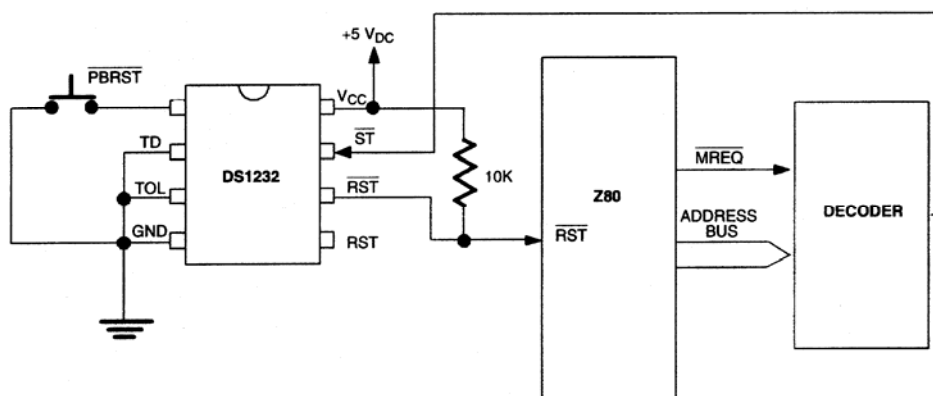 +5 VDC
PBRST
VCC
TD
ST
DS1232
TOL
RST
10K
GND
RST
RST
Z80
MREQ
ADDRESS
BUS
DECODER